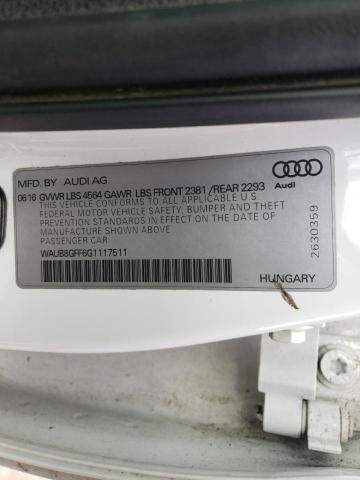 MFD. BY AUDI AG
06 16 GVWR LBS 4564 GAWR LBS FRONT 2381 /REAR 2293
THIS VEHICLE CONFORMS TO ALL APPLICABLE U.S.
FEDERAL MOTOR VEHICLE SAFETY, BUMPER AND THEFT
PREVENTION STANDARDS IN EFFECT ON THE DATE OF
MANUFACTURE SHOWN ABOVE.
PASSENGER CAR
WAUB8GFF6G1117511
Audi
2630359
HUNGARY